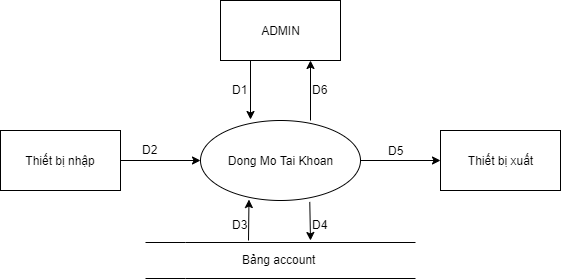 ADMIN
D1
D6
Thiết bị nhập
D2
Dong Mo Tai Khoan
D5
Thiết bị xuất
D3
D4
Bảng account